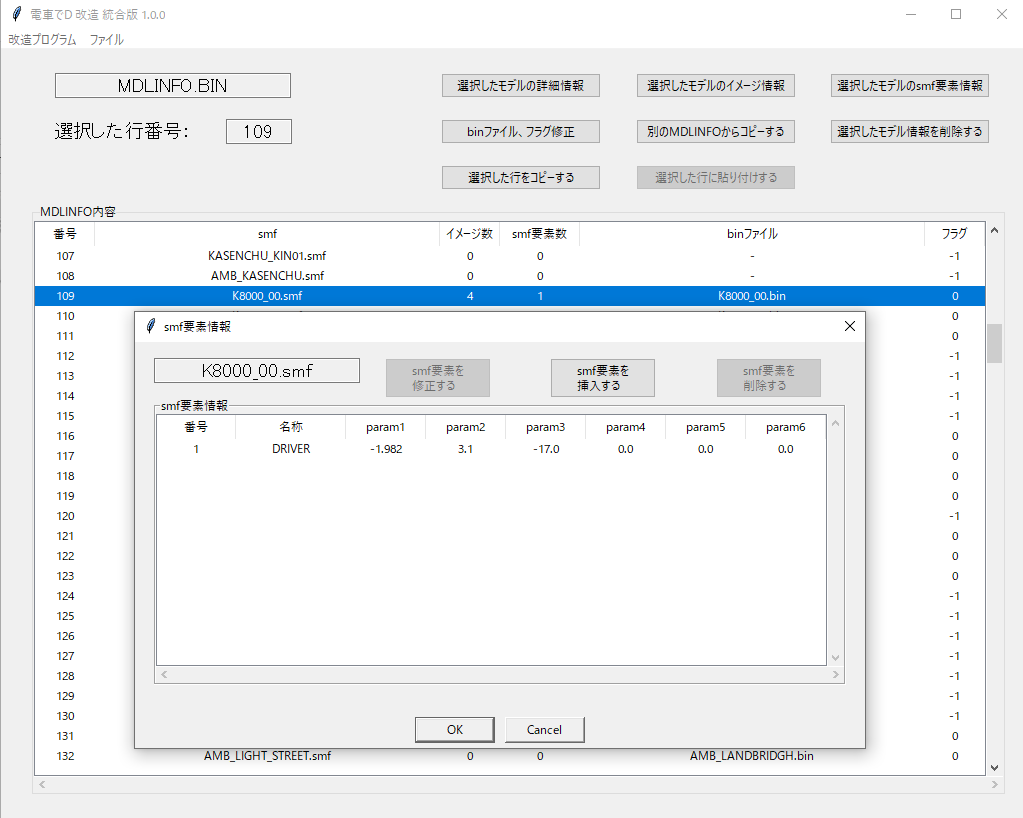 電車でD 改造 統合版 1.0.0
改造プログラム ファイル
MDLINFO.BIN
選択した行番号: 109
選択したモデルの詳細情報 選択したモデルのイメージ情報 選択したモデルのsmf要素情報
binファイル、フラグ修正 別のMDLINFOからコピーする 選択したモデル情報を削除する
選択した行をコピーする 選択した行に貼り付けする
MDLINFO内容
番号 smf イメージ数 smf要素数 binファイル フラグ
107 KASENCHU_KIN01.smf 0 0 - -1
108 AMB_KASENCHU.smf 0 0 - -1
109 K8000_00.smf 4 1 K8000_00.bin 0
110 0
111 0
112 -1
113 -1
114 -1
115 -1
116 0
117 0
118 0
119 0
120 -1
121 0
122 0
123 0
124 -1
125 -1
126 -1
127 -1
128 -1
129 -1
130 -1
131 0
132 AMB_LIGHT_STREET.smf 0 0 AMB_LANDBRIDGH.bin 0
smf要素情報
K8000_00.smf
smf要素を
修正する
smf要素を
挿入する
smf要素を
削除する
smf要素情報
番号 名称 param1 param2 param3 param4 param5 param6
1 DRIVER -1.982 3.1 -17.0 0.0 0.0 0.0
OK Cancel